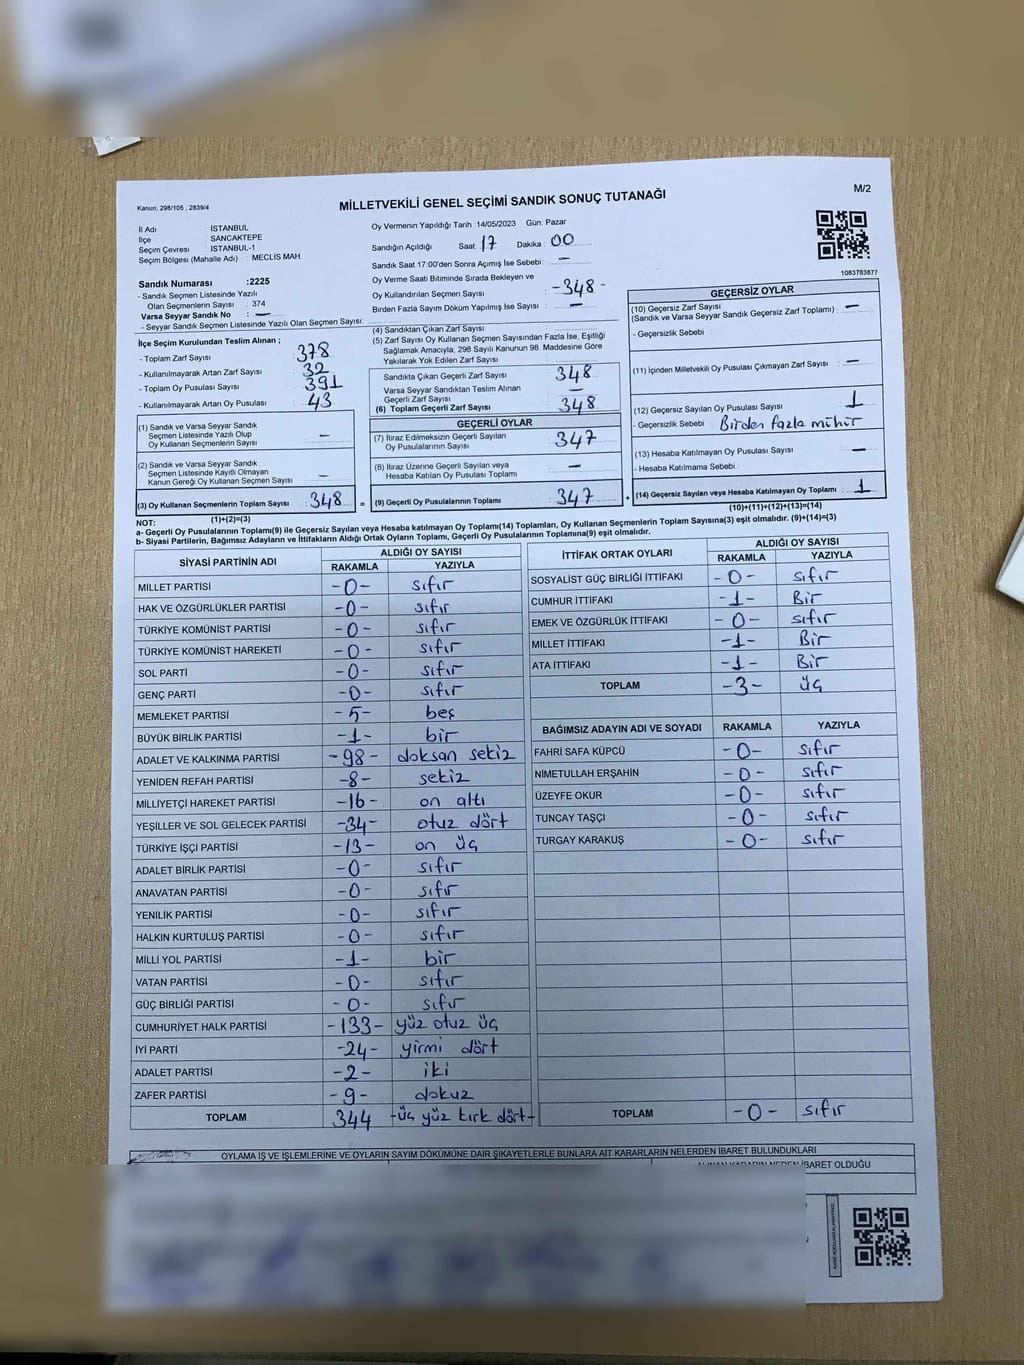 M/2
Kanun; 298/105 ; 2839/4
MİLLETVEKİLİ GENEL SEÇİMİ SANDIK SONUÇ TUTANAĞI
İl Adı : İSTANBUL
İlçe : SANCAKTEPE
Seçim Çevresi : İSTANBUL-1
Seçim Bölgesi (Mahalle Adı) : MECLİS MAH.
Oy Vermenin Yapıldığı Tarih :14/05/2023 Gün: Pazar
Sandığın Açıldığı Saat: 17 Dakika : 00
Sandık Saat 17:00'den Sonra Açımış İse Sebebi : —
Oy Verme Saati Bitiminde Sırada Bekleyen ve
Oy Kullandırılan Seçmen Sayısı : -348-
Birden Fazla Sayım Döküm Yapılmış İse Sayısı : —
1083783877
Sandık Numarası :2225
- Sandık Seçmen Listesinde Yazılı
Olan Seçmenlerin Sayısı : 374
Varsa Seyyar Sandık No : —
- Seyyar Sandık Seçmen Listesinde Yazılı Olan Seçmen Sayısı:
İlçe Seçim Kurulundan Teslim Alınan ;
- Toplam Zarf Sayısı : 378
- Kullanılmayarak Artan Zarf Sayısı : 32
- Toplam Oy Pusulası Sayısı : 391
- Kullanılmayarak Artan Oy Pusulası : 43
(1) Sandık ve Varsa Seyyar Sandık
Seçmen Listesinde Yazılı Olup
Oy Kullanan Seçmenlerin Sayısı : —
(2) Sandık ve Varsa Seyyar Sandık
Seçmen Listesinde Kayıtlı Olmayan
Kanun Gereği Oy Kullanan Seçmen Sayısı : —
(3) Oy Kullanan Seçmenlerin Toplam Sayısı : 348 =
(1)+(2)=(3)
(4) Sandıktan Çıkan Zarf Sayısı :
(5) Zarf Sayısı Oy Kullanan Seçmen Sayısından Fazla İse, Eşitliği
Sağlamak Amacıyla, 298 Sayılı Kanunun 98. Maddesine Göre
Yakılarak Yok Edilen Zarf Sayısı :
Sandıkta Çıkan Geçerli Zarf Sayısı : 348
Varsa Seyyar Sandıktan Teslim Alınan
Geçerli Zarf Sayısı : —
(6) Toplam Geçerli Zarf Sayısı : 348
GEÇERLİ OYLAR
(7) İtiraz Edilmeksizin Geçerli Sayılan
Oy Pusulalarının Sayısı : 347
(8) İtiraz Üzerine Geçerli Sayılan veya
Hesaba Katılan Oy Pusulası Toplamı : —
(9) Geçerli Oy Pusulalarının Toplamı : 347 +
GEÇERSİZ OYLAR
(10) Geçersiz Zarf Sayısı : —
(Sandık ve Varsa Seyyar Sandık Geçersiz Zarf Toplamı) :
- Geçersizlik Sebebi :
(11) İçinden Milletvekili Oy Pusulası Çıkmayan Zarf Sayısı : —
(12) Geçersiz Sayılan Oy Pusulası Sayısı : 1
- Geçersizlik Sebebi : Birden fazla mühür
(13) Hesaba Katılmayan Oy Pusulası Sayısı : —
- Hesaba Katılmama Sebebi :
(14) Geçersiz Sayılan veya Hesaba Katılmayan Oy Toplamı : 1
(10)+(11)+(12)+(13)=(14)
NOT:
a- Geçerli Oy Pusulalarının Toplamı(9) ile Geçersiz Sayılan veya Hesaba katılmayan Oy Toplamı(14) Toplamları, Oy Kullanan Seçmenlerin Toplam Sayısına(3) eşit olmalıdır. (9)+(14)=(3)
b- Siyasi Partilerin, Bağımsız Adayların ve İttifakların Aldığı Ortak Oyların Toplamı, Geçerli Oy Pusulalarının Toplamına(9) eşit olmalıdır.
SİYASİ PARTİNİN ADI ALDIĞI OY SAYISI
RAKAMLA YAZIYLA
MİLLET PARTİSİ -0- sıfır
HAK VE ÖZGÜRLÜKLER PARTİSİ -0- sıfır
TÜRKİYE KOMÜNİST PARTİSİ -0- sıfır
TÜRKİYE KOMÜNİST HAREKETİ -0- sıfır
SOL PARTİ -0- sıfır
GENÇ PARTİ -0- sıfır
MEMLEKET PARTİSİ -5- beş
BÜYÜK BİRLİK PARTİSİ -1- bir
ADALET VE KALKINMA PARTİSİ -98- doksan sekiz
YENİDEN REFAH PARTİSİ -8- sekiz
MİLLİYETÇİ HAREKET PARTİSİ -16- on altı
YEŞİLLER VE SOL GELECEK PARTİSİ -34- otuz dört
TÜRKİYE İŞÇİ PARTİSİ -13- on üç
ADALET BİRLİK PARTİSİ -0- sıfır
ANAVATAN PARTİSİ -0- sıfır
YENİLİK PARTİSİ -0- sıfır
HALKIN KURTULUŞ PARTİSİ -0- sıfır
MİLLİ YOL PARTİSİ -1- bir
VATAN PARTİSİ -0- sıfır
GÜÇ BİRLİĞİ PARTİSİ -0- sıfır
CUMHURİYET HALK PARTİSİ -133- yüz otuz üç
İYİ PARTİ -24- yirmi dört
ADALET PARTİSİ -2- iki
ZAFER PARTİSİ -9- dokuz
TOPLAM 344 -üç yüz kırk dört-
İTTİFAK ORTAK OYLARI ALDIĞI OY SAYISI
RAKAMLA YAZIYLA
SOSYALİST GÜÇ BİRLİĞİ İTTİFAKI -0- sıfır
CUMHUR İTTİFAKI -1- Bir
EMEK VE ÖZGÜRLÜK İTTİFAKI -0- sıfır
MİLLET İTTİFAKI -1- Bir
ATA İTTİFAKI -1- Bir
TOPLAM -3- üç
BAĞIMSIZ ADAYIN ADI VE SOYADI RAKAMLA YAZIYLA
FAHRİ SAFA KÜPCÜ -0- sıfır
NİMETULLAH ERŞAHİN -0- sıfır
ÜZEYFE OKUR -0- sıfır
TUNCAY TAŞÇI -0- sıfır
TURGAY KARAKUŞ -0- sıfır
TOPLAM -0- sıfır
OYLAMA İŞ VE İŞLEMLERİNE VE OYLARIN SAYIM DÖKÜMÜNE DAİR ŞİKAYETLERLE BUNLARA AİT KARARLARIN NELERDEN İBARET BULUNDUKLARI
İBARET OLDUĞU